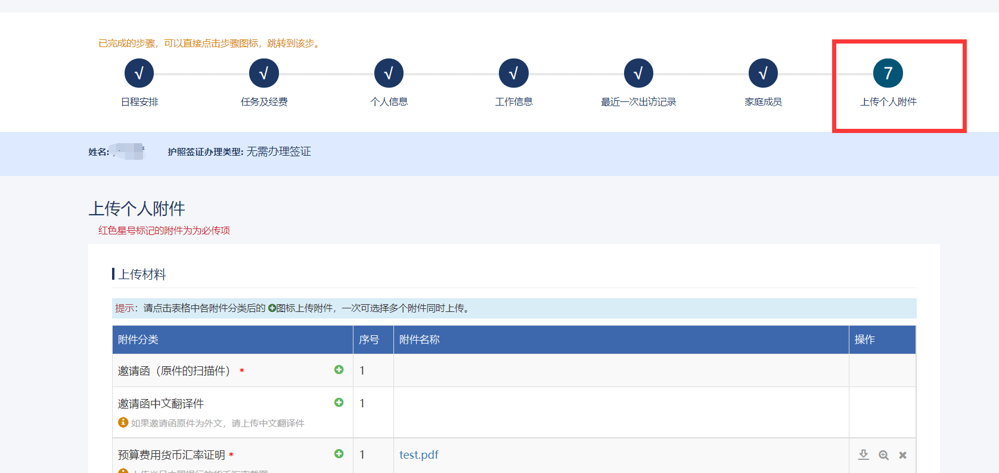 已完成的步骤，可以直接点击步骤图标，跳转到该步。
√ √ √ √ √ √ 7
日程安排 任务及经费 个人信息 工作信息 最近一次出访记录 家庭成员 上传个人附件
姓名: 护照签证办理类型: 无需办理签证
上传个人附件
红色星号标记的附件为为必传项
上传材料
提示：请点击表格中各附件分类后的 图标上传附件，一次可选择多个附件同时上传。
附件分类 序号 附件名称 操作
邀请函（原件的扫描件） * 1
邀请函中文翻译件 1
如果邀请函原件为外文，请上传中文翻译件
预算费用货币汇率证明 * 1 test.pdf